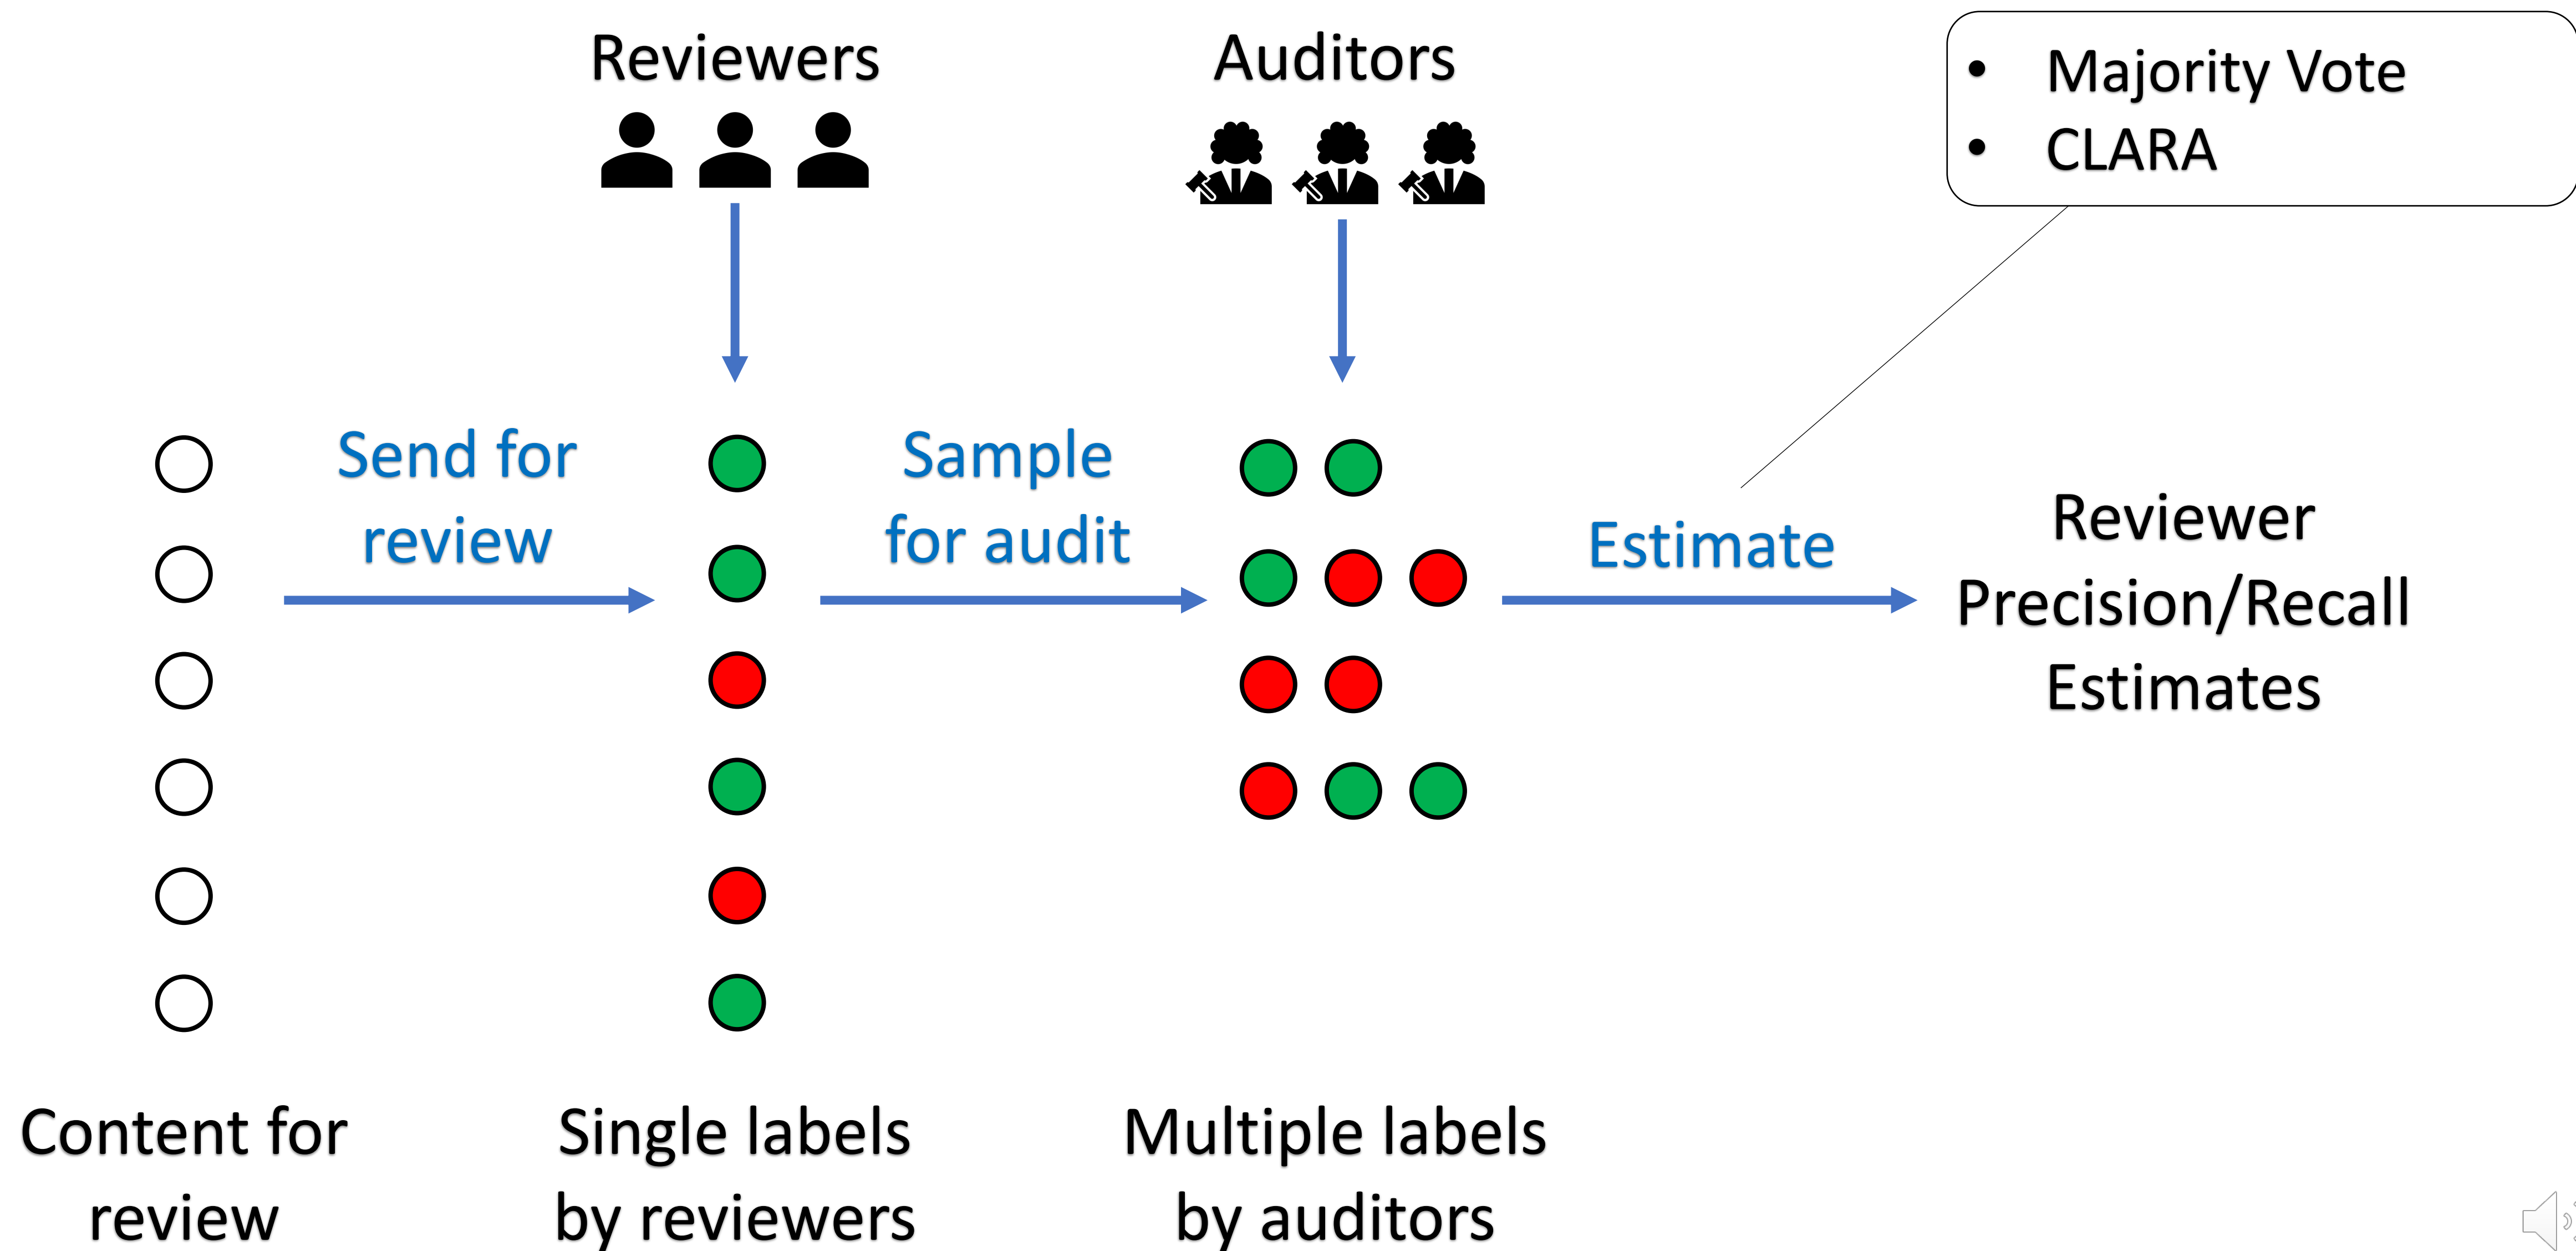 Reviewers
Auditors
• Majority Vote
• CLARA
Send for
review
Sample
for audit
Estimate
Reviewer
Precision/Recall
Estimates
Content for
review
Single labels
by reviewers
Multiple labels
by auditors